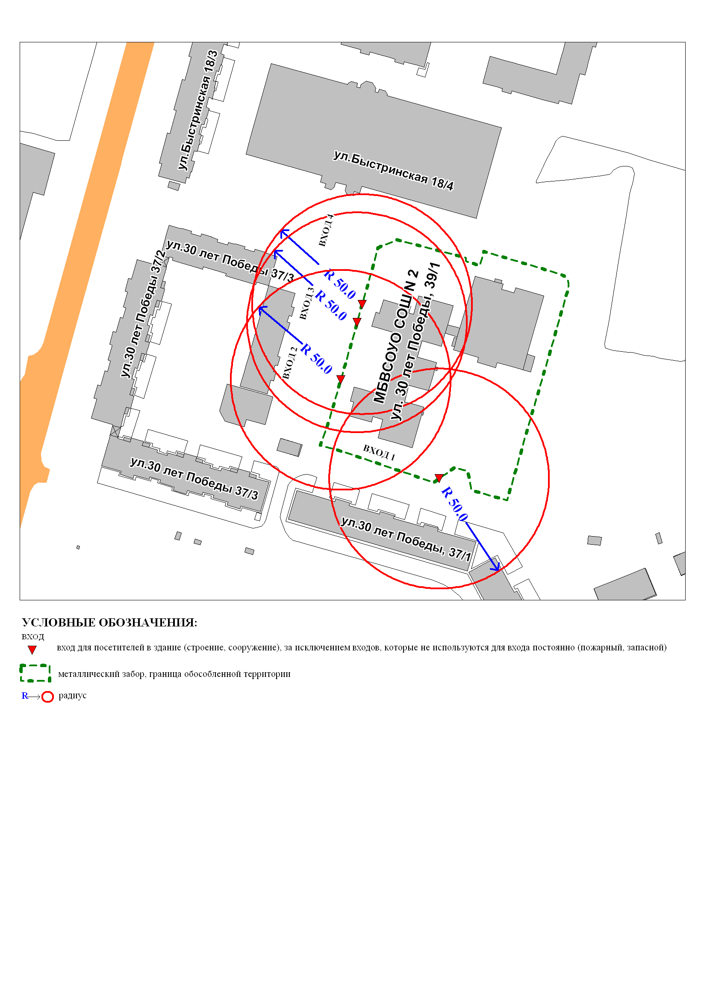 ул.Быстринская 18/3
ул.Быстринская 18/4
ВХОД 4
ул.30 лет Победы 37/3
ул.30 лет Победы 37/2
R 50.0
ВХОД 3
R 50.0
МБВСОУО СОШ N 2
ул. 30 лет Победы, 39/1
ВХОД 2
R 50.0
ВХОД 1
ул.30 лет Победы 37/3
R 50.0
ул.30 лет Победы, 37/1
УСЛОВНЫЕ ОБОЗНАЧЕНИЯ:
ВХОД
вход для посетителей в здание (строение, сооружение), за исключением входов, которые не используются для входа постоянно (пожарный, запасной)
металлический забор, граница обособленной территории
R радиус